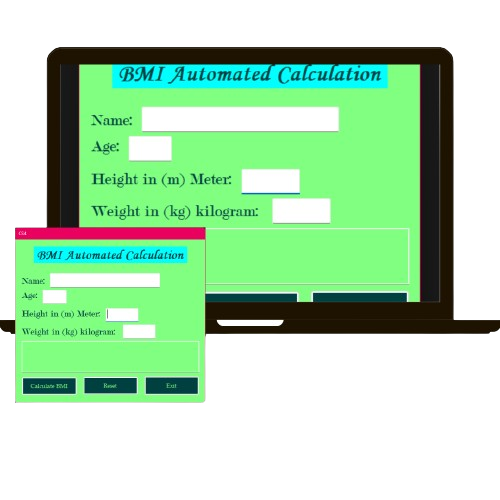 BMI Automated Calculation
Name:
Age:
Height in (m) Meter:
Weight in (kg) kilogram:
BMI Automated Calculation
Name:
Age:
Height in (m) Meter:
Weight in (kg) kilogram:
Calculate BMI Reset Exit